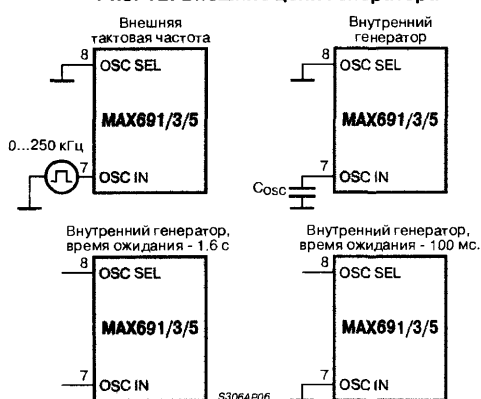 Внешняя
тактовая частота
8
OSC SEL
MAX691/3/5
0...250 кГц
7
OSC IN
Внутренний
генератор
8
OSC SEL
MAX691/3/5
7
OSC IN
Cosc
Внутренний генератор,
время ожидания - 1.6 с
8
OSC SEL
MAX691/3/5
7
OSC IN
S306AP06
Внутренний генератор,
время ожидания - 100 мс.
8
OSC SEL
MAX691/3/5
7
OSC IN